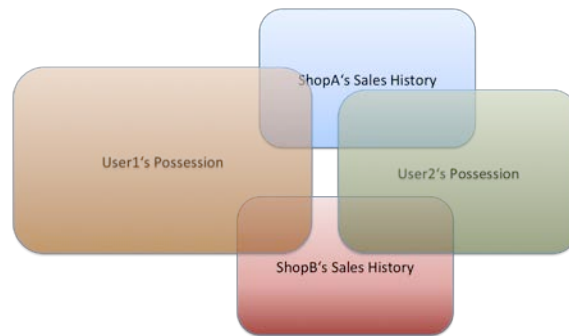 ShopA‘s Sales History
User1‘s Possession
User2‘s Possession
ShopB‘s Sales History